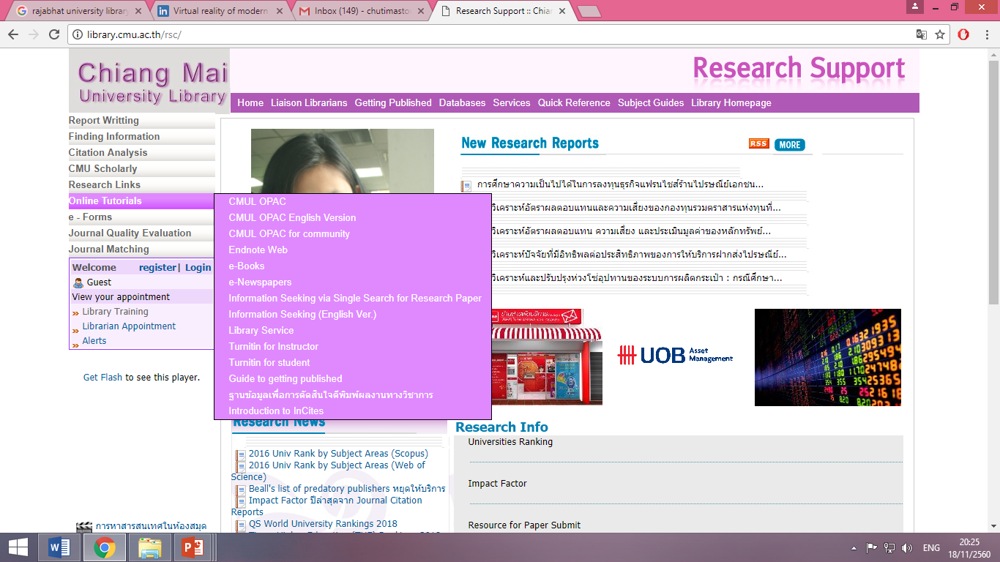 rajabhat university library
Virtual reality of modern
Inbox (149) - chutimasto
Research Support :: Chian
library.cmu.ac.th/rsc/
Chiang Mai
University Library
Research Support
Home Liaison Librarians Getting Published Databases Services Quick Reference Subject Guides Library Homepage
Report Writting
Finding Information
Citation Analysis
CMU Scholarly
Research Links
Online Tutorials
e - Forms
Journal Quality Evaluation
Journal Matching
Welcome register| Login
Guest
View your appointment
Library Training
Librarian Appointment
Alerts
Get Flash to see this player.
การหาสารสนเทศในห้องสมุด
CMUL OPAC
CMUL OPAC English Version
CMUL OPAC for community
Endnote Web
e-Books
e-Newspapers
Information Seeking via Single Search for Research Paper
Information Seeking (English Ver.)
Library Service
Turnitin for Instructor
Turnitin for student
Guide to getting published
ฐานข้อมูลเพื่อการตัดสินใจตีพิมพ์ผลงานทางวิชาการ
Introduction to InCites
New Research Reports
RSS MORE
การศึกษาความเป็นไปได้ในการลงทุนธุรกิจแฟรนไชส์ร้านไปรษณีย์เอกชน...
วิเคราะห์อัตราผลตอบแทนและความเสี่ยงของกองทุนรวมตราสารแห่งทุนที่...
วิเคราะห์อัตราผลตอบแทน ความเสี่ยง และประเมินมูลค่าของหลักทรัพย์...
วิเคราะห์ปัจจัยที่มีอิทธิพลต่อประสิทธิภาพของการให้บริการฝากส่งไปรษณีย์...
วิเคราะห์และปรับปรุงห่วงโซ่อุปทานของระบบการผลิตกระเป๋า : กรณีศึกษา...
UOB Asset
Management
Research News
2016 Univ Rank by Subject Areas (Scopus)
2016 Univ Rank by Subject Areas (Web of
Science)
Beall's list of predatory publishers หยุดให้บริการ
Impact Factor ปีล่าสุดจาก Journal Citation
Reports
QS World University Rankings 2018
Research Info
Universities Ranking
Impact Factor
Resource for Paper Submit
ENG
20:25
18/11/2560